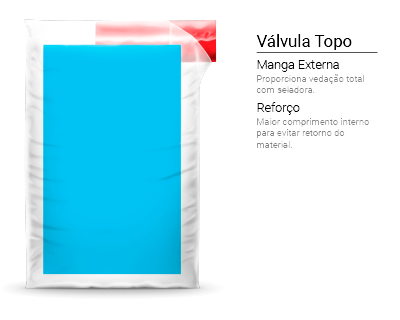 Válvula Topo
Manga Externa
Proporciona vedação total
com seladora.
Reforço
Maior comprimento interno
para evitar retorno do
material.